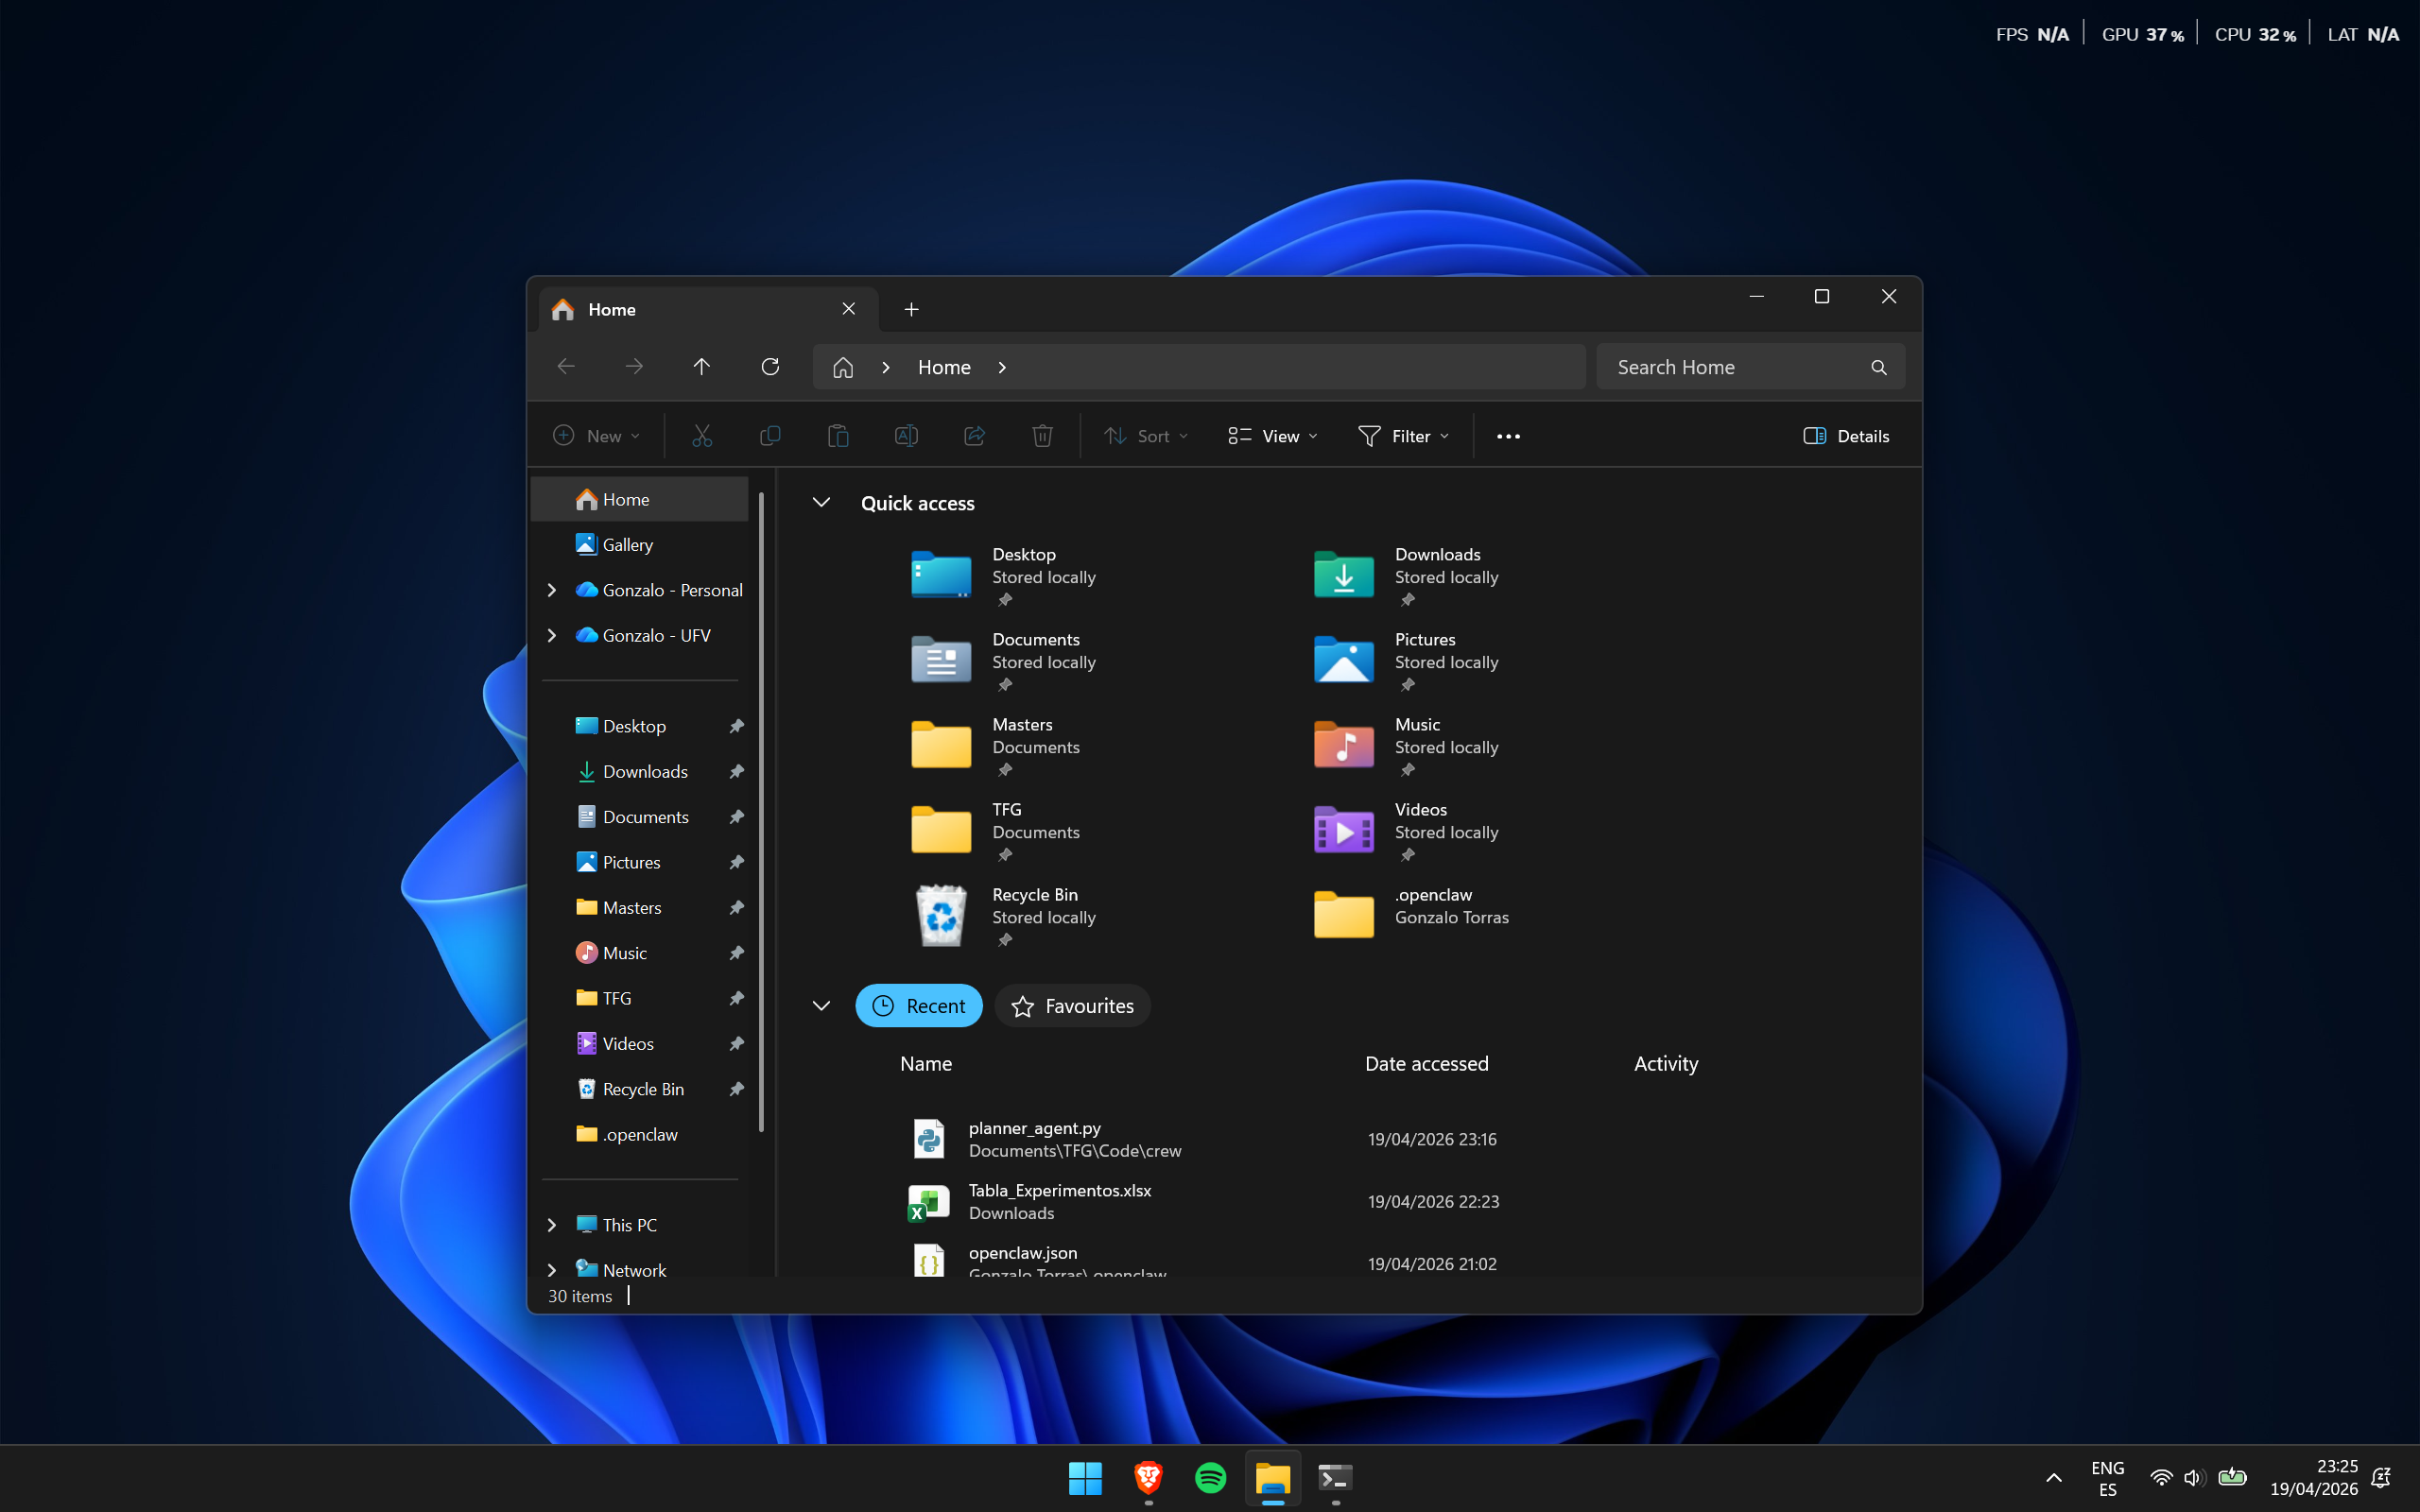 FPS N/A GPU 37 % CPU 32 % LAT N/A
Home
Home
Search Home
New
Sort
View
Filter
Details
Home
Gallery
Gonzalo - Personal
Gonzalo - UFV
Desktop
Downloads
Documents
Pictures
Masters
Music
TFG
Videos
Recycle Bin
.openclaw
This PC
Network
Quick access
Desktop
Stored locally
Downloads
Stored locally
Documents
Stored locally
Pictures
Stored locally
Masters
Documents
Music
Stored locally
TFG
Documents
Videos
Stored locally
Recycle Bin
Stored locally
.openclaw
Gonzalo Torras
Recent
Favourites
Name Date accessed Activity
planner_agent.py
Documents\TFG\Code\crew
19/04/2026 23:16
Tabla_Experimentos.xlsx
Downloads
19/04/2026 22:23
openclaw.json
Gonzalo Torras\.openclaw
19/04/2026 21:02
30 items
ENG
ES
23:25
19/04/2026